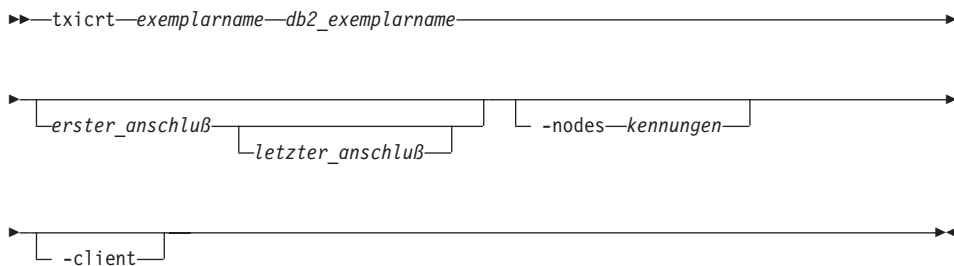 txicrt exemplarname db2_exemplarname
erster_anschluß -nodes kennungen
letzter_anschluß
-client